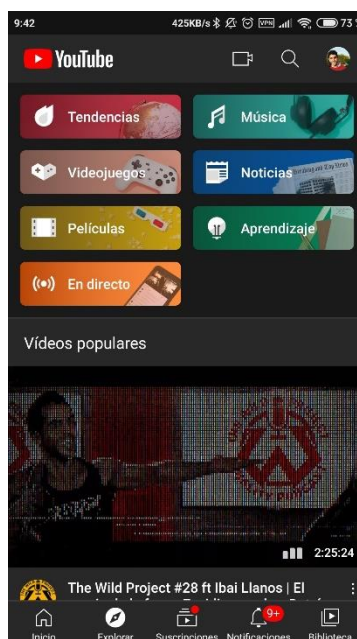 9:42
425KB/s VPN 73
YouTube
Tendencias
Música
Videojuegos
Noticias
Películas
Aprendizaje
En directo
Vídeos populares
2:25:24
The Wild Project #28 ft Ibai Llanos | El
9+
Inicio Explorar Suscripciones Notificaciones Biblioteca